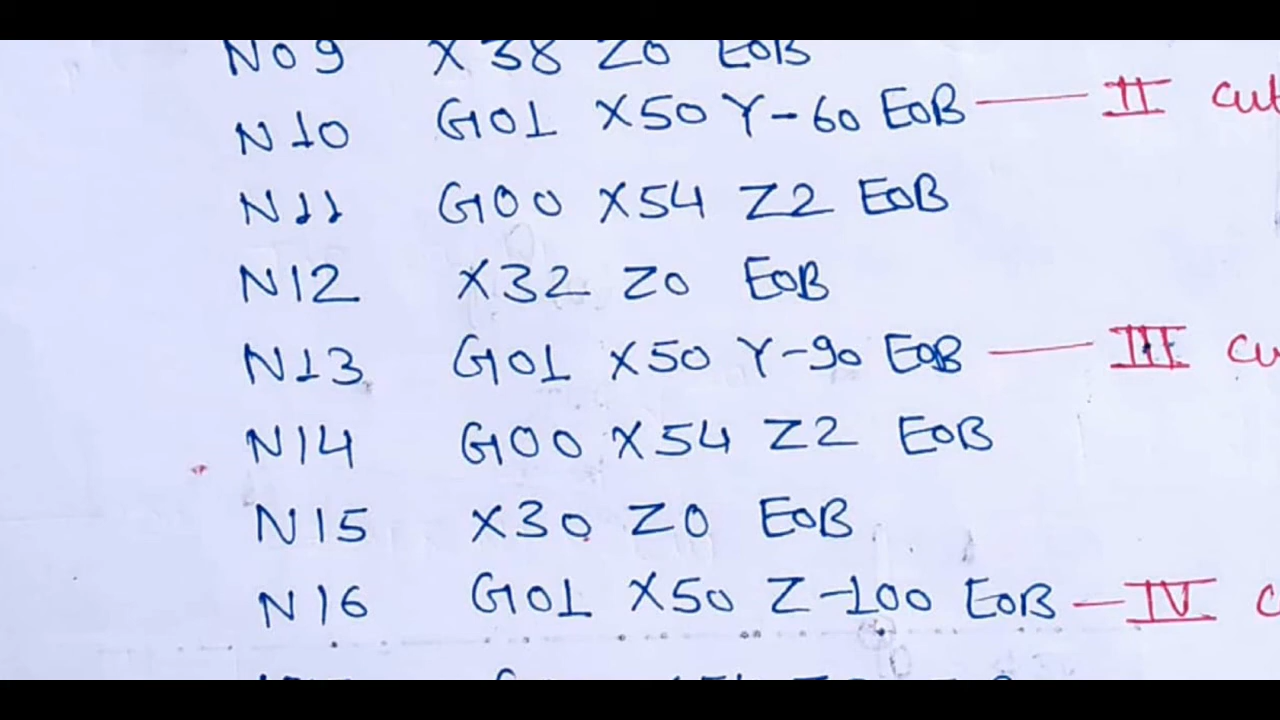 N09 X38 Z0 EOB
N10 G01 X50 Y-60 EOB — II cut
N11 G00 X54 Z2 EOB
N12 X32 Z0 EOB
N13 G01 X50 Y-90 EOB — III cu
N14 G00 X54 Z2 EOB
N15 X30 Z0 EOB
N16 G01 X50 Z-100 EOB — IV c